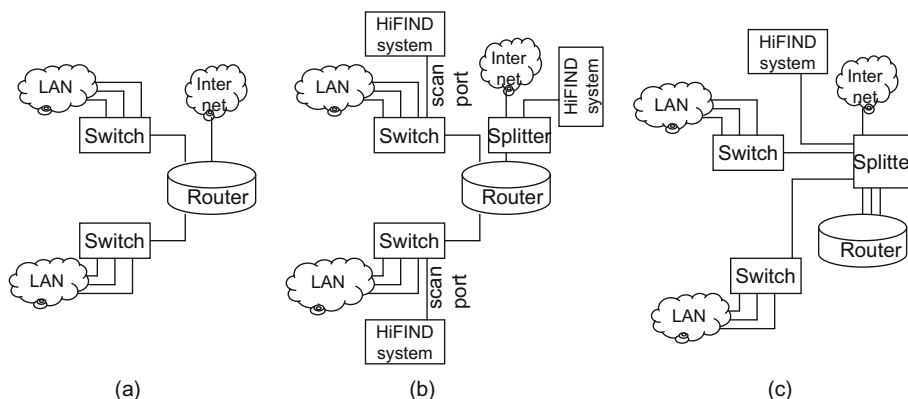 LAN
Inter
net
Switch
Router
Switch
LAN
(a)
HiFIND
system
scan
port
LAN
Inter
net
HiFIND
system
Switch
Splitter
Router
Switch
LAN
scan
port
HiFIND
system
(b)
HiFIND
system
Inter
net
LAN
Switch
Splitte
Router
Switch
LAN
(c)